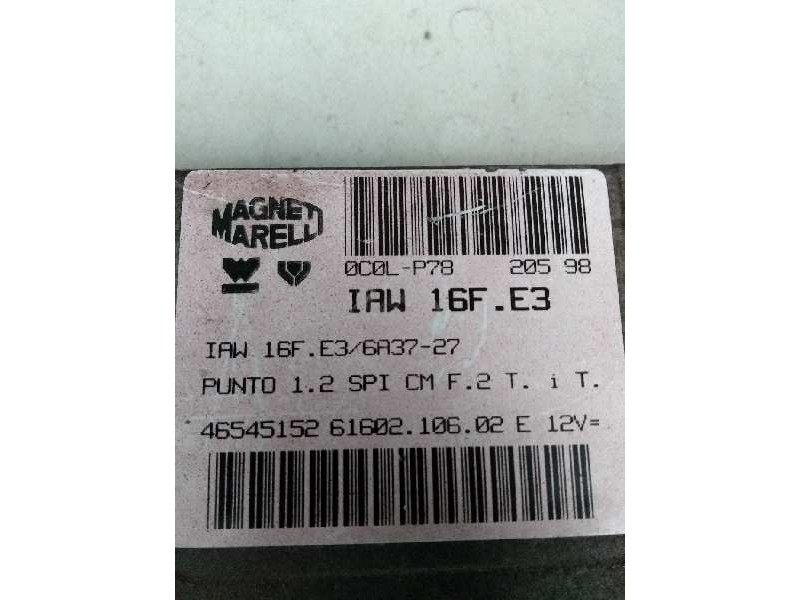 MAGNETI
MARELLI
0C0L-P78 205 98
IAW 16F.E3
IAW 16F.E3/6A37-27
PUNTO 1.2 SPI CM F.2 T. i T.
46545152 61602.106.02 E 12V=